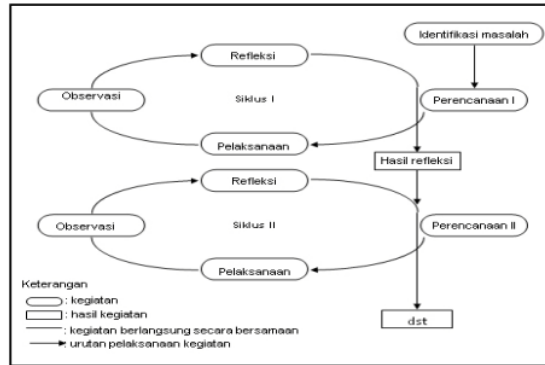 Identifikasi masalah
Refleksi
Observasi
Siklus I
Perencanaan I
Pelaksanaan
Hasil refleksi
Refleksi
Observasi
Siklus II
Perencanaan II
Pelaksanaan
Keterangan
: kegiatan
: hasil kegiatan
: kegiatan berlangsung secara bersamaan
: urutan pelaksanaan kegiatan
dst